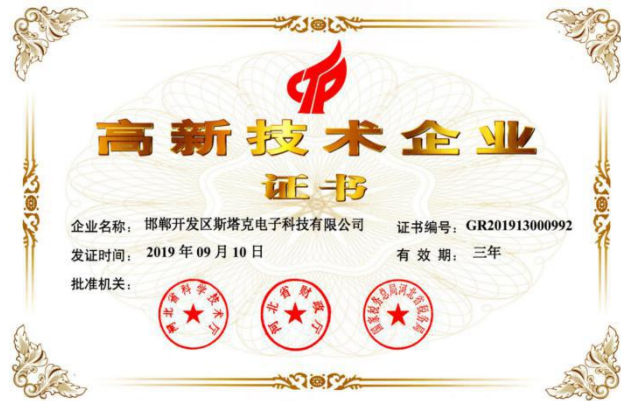 高新技术企业
证书
企业名称： 邯郸开发区斯塔克电子科技有限公司
证书编号： GR201913000992
发证时间： 2019 年 09 月 10 日
有 效 期： 三年
批准机关：
河北省科学技术厅
河北省财政厅
国家税务总局河北省税务局